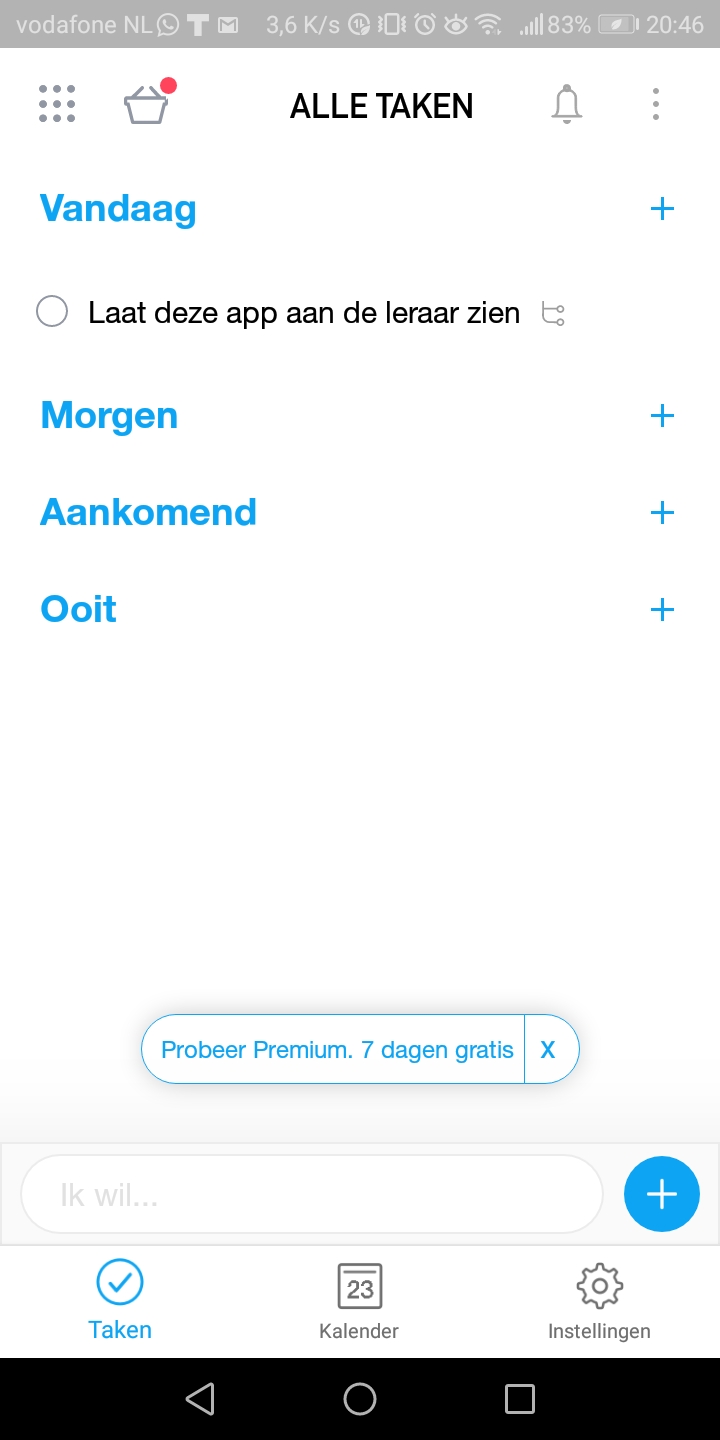 vodafone NL 3,6 K/s 83% 20:46
ALLE TAKEN
Vandaag
Laat deze app aan de leraar zien
Morgen
Aankomend
Ooit
Probeer Premium. 7 dagen gratis X
Ik wil...
23
Taken Kalender Instellingen